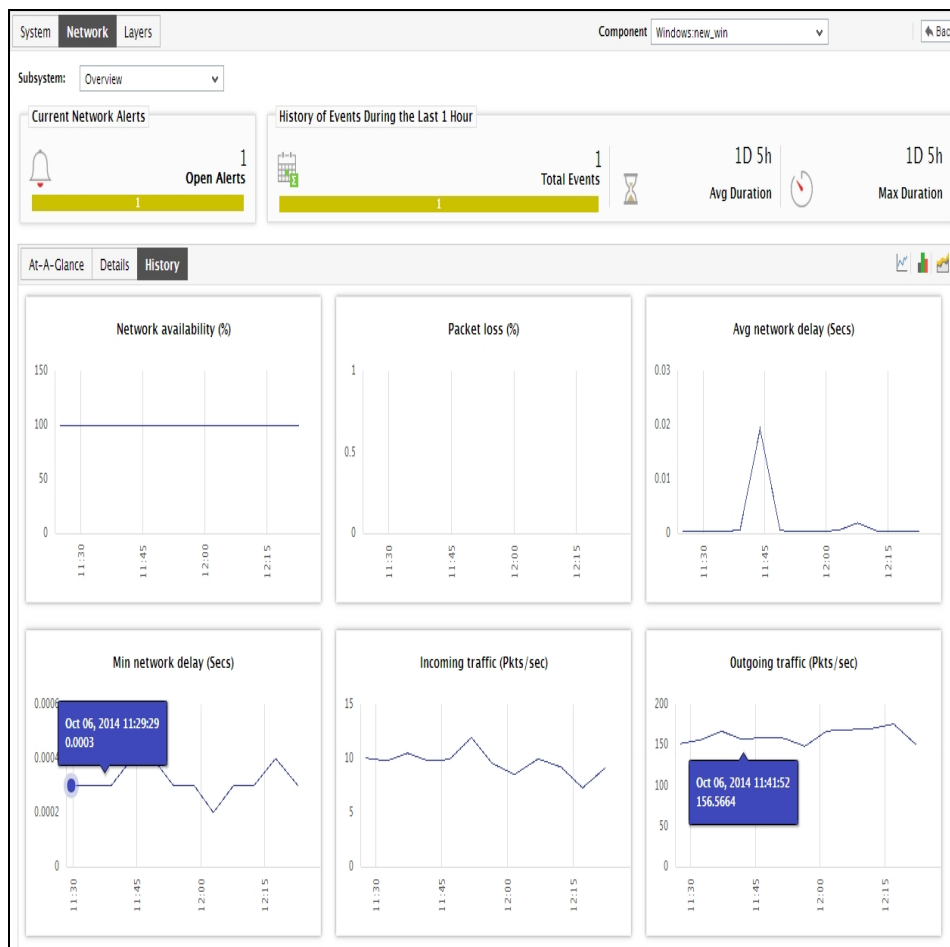 System Network Layers Component Windows:new_win
Subsystem: Overview
Current Network Alerts
1
Open Alerts
1
History of Events During the Last 1 Hour
1
Total Events
1
1D 5h
Avg Duration
1D 5h
Max Duration
At-A-Glance Details History
Network availability (%)
150
100
50
0
11:30 11:45 12:00 12:15
Packet loss (%)
1
0.5
0
11:30 11:45 12:00 12:15
Avg network delay (Secs)
0.03
0.02
0.01
0
11:30 11:45 12:00 12:15
Min network delay (Secs)
0.0006
0.0004
0.0002
0
Oct 06, 2014 11:29:29
0.0003
11:30 11:45 12:00 12:15
Incoming traffic (Pkts/sec)
15
10
5
0
11:30 11:45 12:00 12:15
Outgoing traffic (Pkts/sec)
200
150
100
50
0
Oct 06, 2014 11:41:52
156.5664
11:30 11:45 12:00 12:15